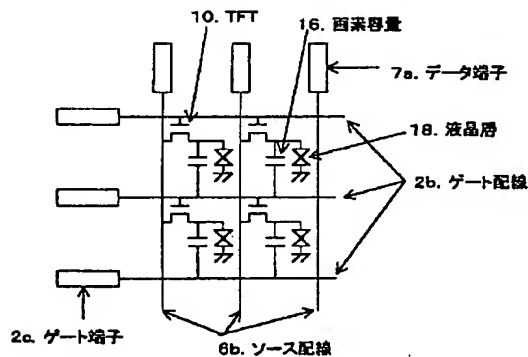 10. TFT
16.画素容量
7a. データ端子
18. 液晶層
2b. ゲート配線
2c. ゲート端子
6b. ソース配線